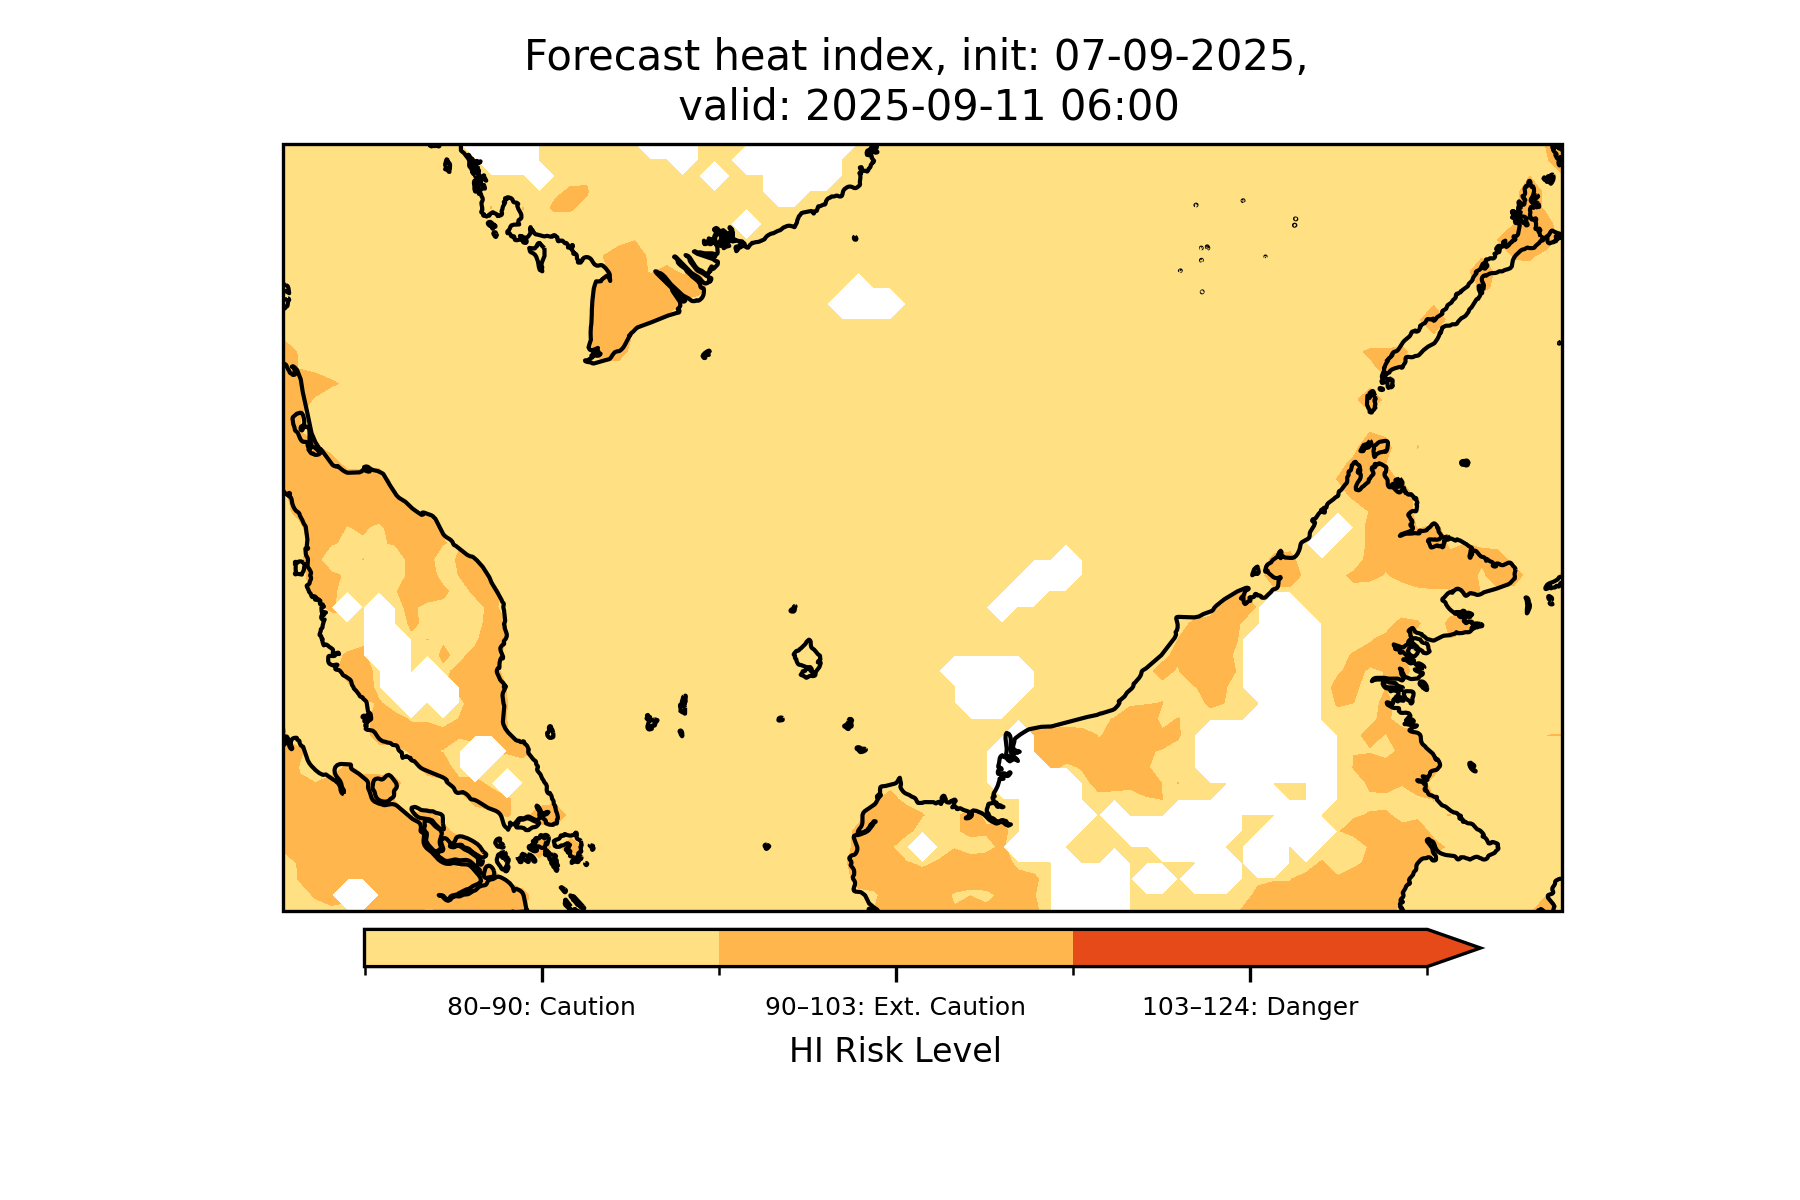 Forecast heat index, init: 07-09-2025,
valid: 2025-09-11 06:00
80–90: Caution
90–103: Ext. Caution
103–124: Danger
HI Risk Level